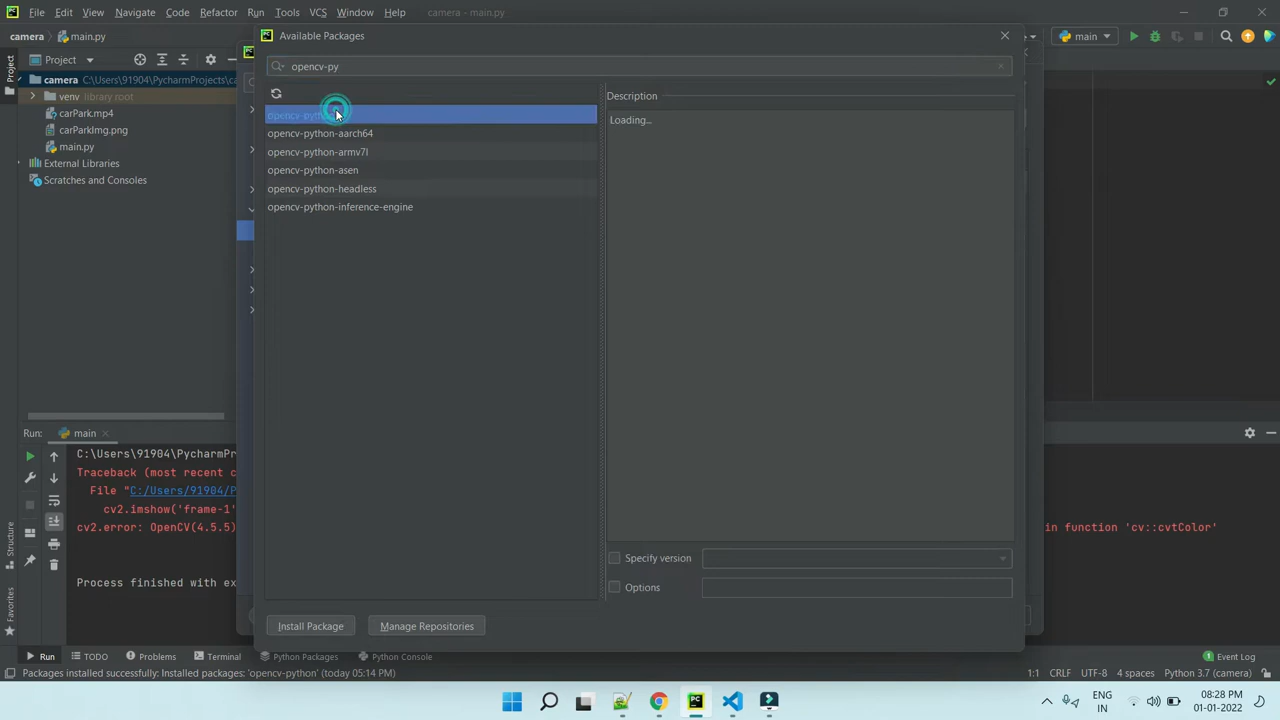 File Edit View Navigate Code Refactor Run Tools VCS Window Help camera - main.py
camera main.py
Available Packages
main
Project
opencv-py
Project
camera C:\Users\91904\PycharmProjects\ca
venv library root
carPark.mp4
carParkImg.png
main.py
External Libraries
Scratches and Consoles
opencv-python-aarch64
opencv-python-armv7l
opencv-python-asen
opencv-python-headless
opencv-python-inference-engine
Description
Loading...
Specify version
Options
Install Package
Manage Repositories
Run: main
C:\Users\91904\PycharmPr
Traceback (most recent c
File "C:/Users/91904/P
cv2.imshow('frame-1'
cv2.error: OpenCV(4.5.5) in function 'cv::cvtColor'
Process finished with ex
Structure
Favorites
Run TODO Problems Terminal Python Packages Python Console
1 Event Log
Packages installed successfully: Installed packages: 'opencv-python' (today 05:14 PM)
1:1 CRLF UTF-8 4 spaces Python 3.7 (camera)
ENG
IN
08:28 PM
01-01-2022